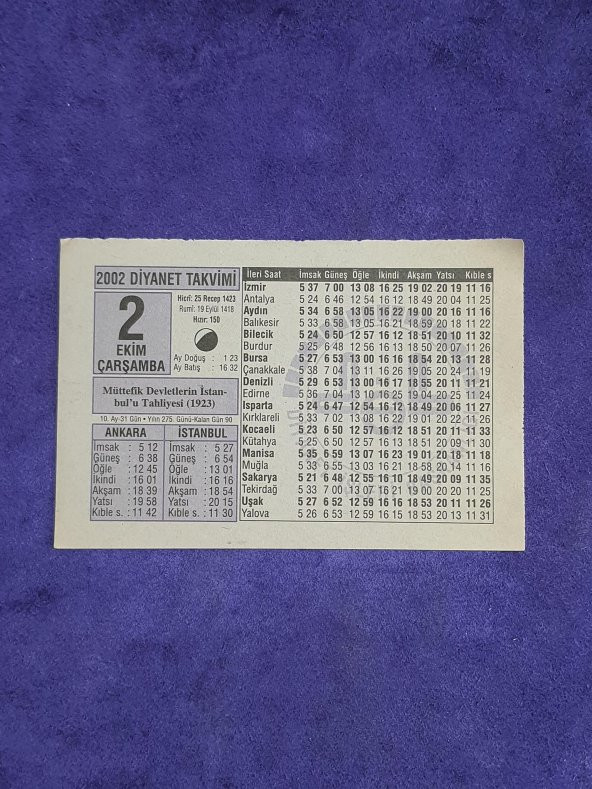 2002 DİYANET TAKVİMİ
2
EKİM
ÇARŞAMBA
Hicrî: 25 Recep 1423
Rumî: 19 Eylül 1418
Hızır: 150
Ay Doğuş : 1 23
Ay Batış : 16 32
Müttefik Devletlerin İstan-
bul'u Tahliyesi (1923)
10. Ay-31 Gün • Yılın 275. Günü-Kalan Gün 90
ANKARA
İmsak : 5 12
Güneş : 6 38
Öğle : 12 45
İkindi : 16 01
Akşam : 18 39
Yatsı : 19 58
Kıble s. : 11 42
İSTANBUL
İmsak : 5 27
Güneş : 6 54
Öğle : 13 01
İkindi : 16 16
Akşam : 18 54
Yatsı : 20 15
Kıble s. : 11 30
İleri Saat İmsak Güneş Öğle İkindi Akşam Yatsı Kıble s
İzmir 5 37 7 00 13 08 16 25 19 02 20 19 11 16
Antalya 5 24 6 46 12 54 16 12 18 49 20 04 11 25
Aydın 5 34 6 58 13 05 16 22 19 00 20 16 11 16
Balıkesir 5 33 6 58 13 05 16 21 18 59 20 18 11 22
Bilecik 5 24 6 50 12 57 16 12 18 51 20 10 11 32
Burdur 5 25 6 48 12 56 16 13 18 50 20 07 11 26
Bursa 5 27 6 53 13 00 16 16 18 54 20 13 11 28
Çanakkale 5 38 7 04 13 11 16 26 19 05 20 24 11 19
Denizli 5 29 6 53 13 00 16 17 18 55 20 11 11 21
Edirne 5 36 7 04 13 10 16 25 19 04 20 25 11 24
Isparta 5 24 6 47 12 54 16 12 18 49 20 06 11 27
Kırklareli 5 33 7 02 13 08 16 22 19 01 20 22 11 27
Kocaeli 5 23 6 50 12 57 16 12 18 51 20 11 11 33
Kütahya 5 25 6 50 12 57 16 13 18 51 20 09 11 30
Manisa 5 35 6 59 13 07 16 23 19 01 20 18 11 18
Muğla 5 33 6 55 13 03 16 21 18 58 20 14 11 16
Sakarya 5 21 6 48 12 55 16 10 18 49 20 09 11 35
Tekirdağ 5 33 7 00 13 07 16 21 19 00 20 20 11 25
Uşak 5 27 6 52 12 59 16 15 18 53 20 11 11 26
Yalova 5 26 6 53 12 59 16 15 18 53 20 13 11 31